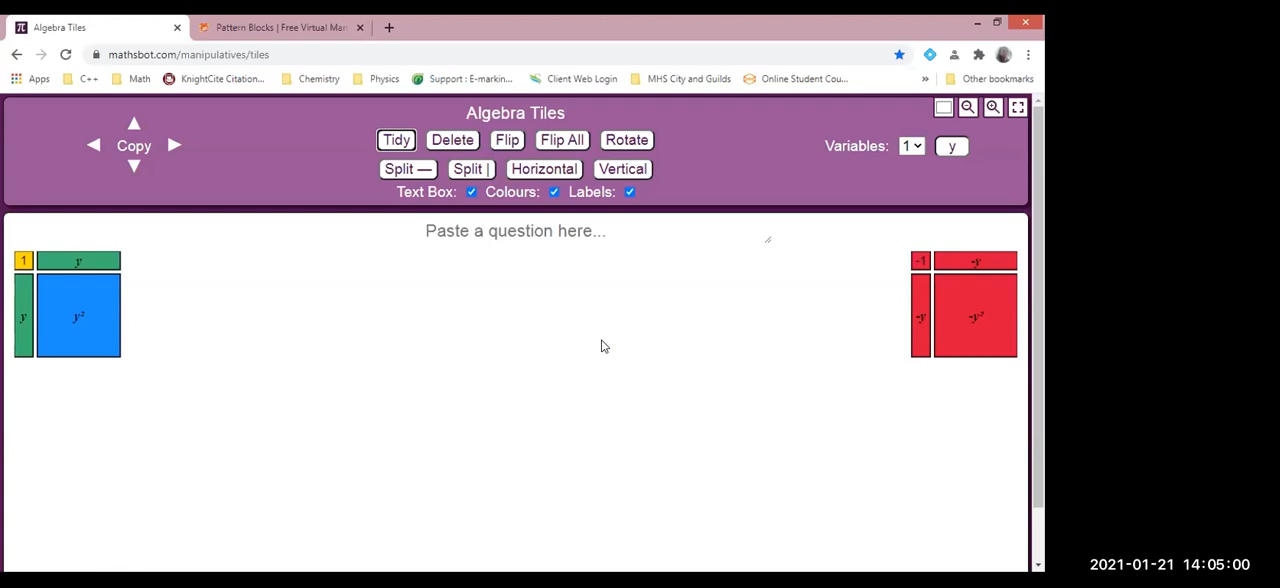 Algebra Tiles
Pattern Blocks | Free Virtual Man
mathsbot.com/manipulatives/tiles
Apps C++ Math KnightCite Citation... Chemistry Physics Support : E-markin... Client Web Login MHS City and Guilds Online Student Cou... » Other bookmarks
Algebra Tiles
Copy
Tidy Delete Flip Flip All Rotate
Variables: 1 y
Split — Split | Horizontal Vertical
Text Box: Colours: Labels:
Paste a question here...
1 y
y y²
-1 -y
-y -y²
2021-01-21 14:05:00